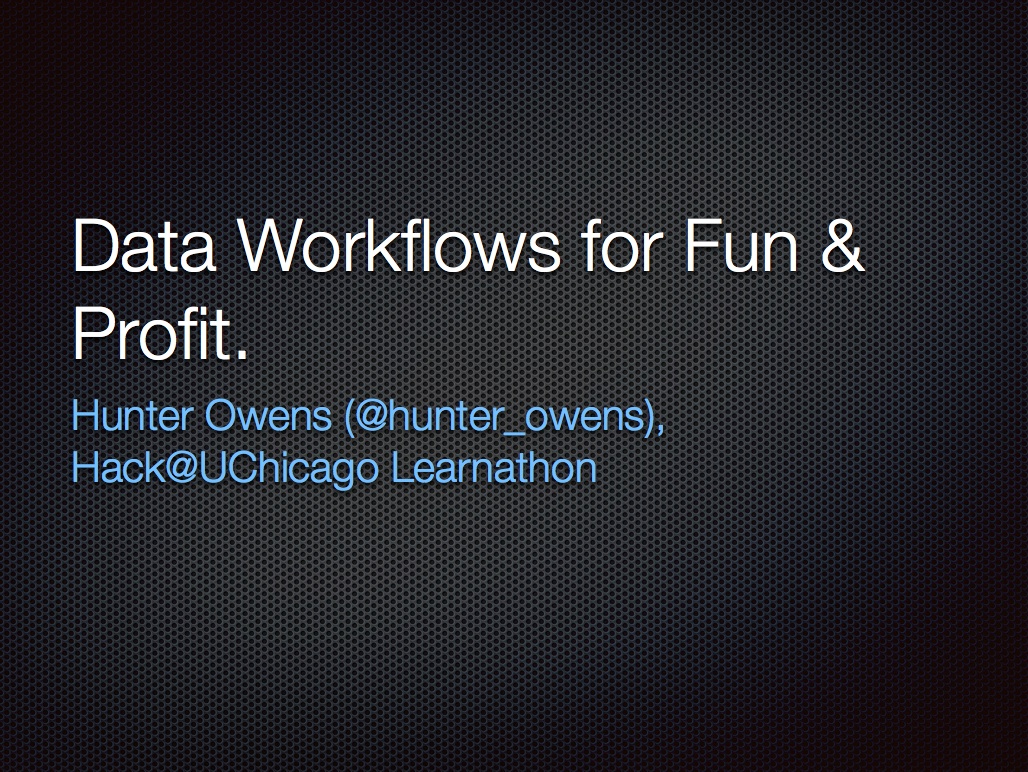 Data Workflows for Fun &
Profit.
Hunter Owens (@hunter_owens),
Hack@UChicago Learnathon